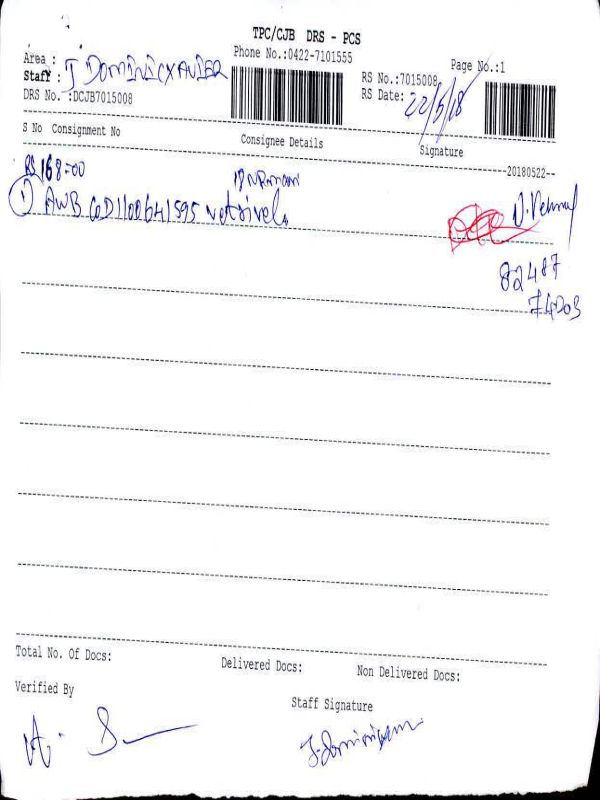 TPC/CJB DRS - PCS
Area :
Phone No.:0422-7101555
Page No.:1
Staff : J DOMINICXAVIER
RS No.:7015008
DRS No. :DCJB7015008
RS Date: 22/5/18
S No Consignment No Consignee Details Signature
--20180522--
RS 168-00
① AWB COD1100641595 vetrivel
82487
74003
Total No. Of Docs: Delivered Docs: Non Delivered Docs:
Verified By Staff Signature